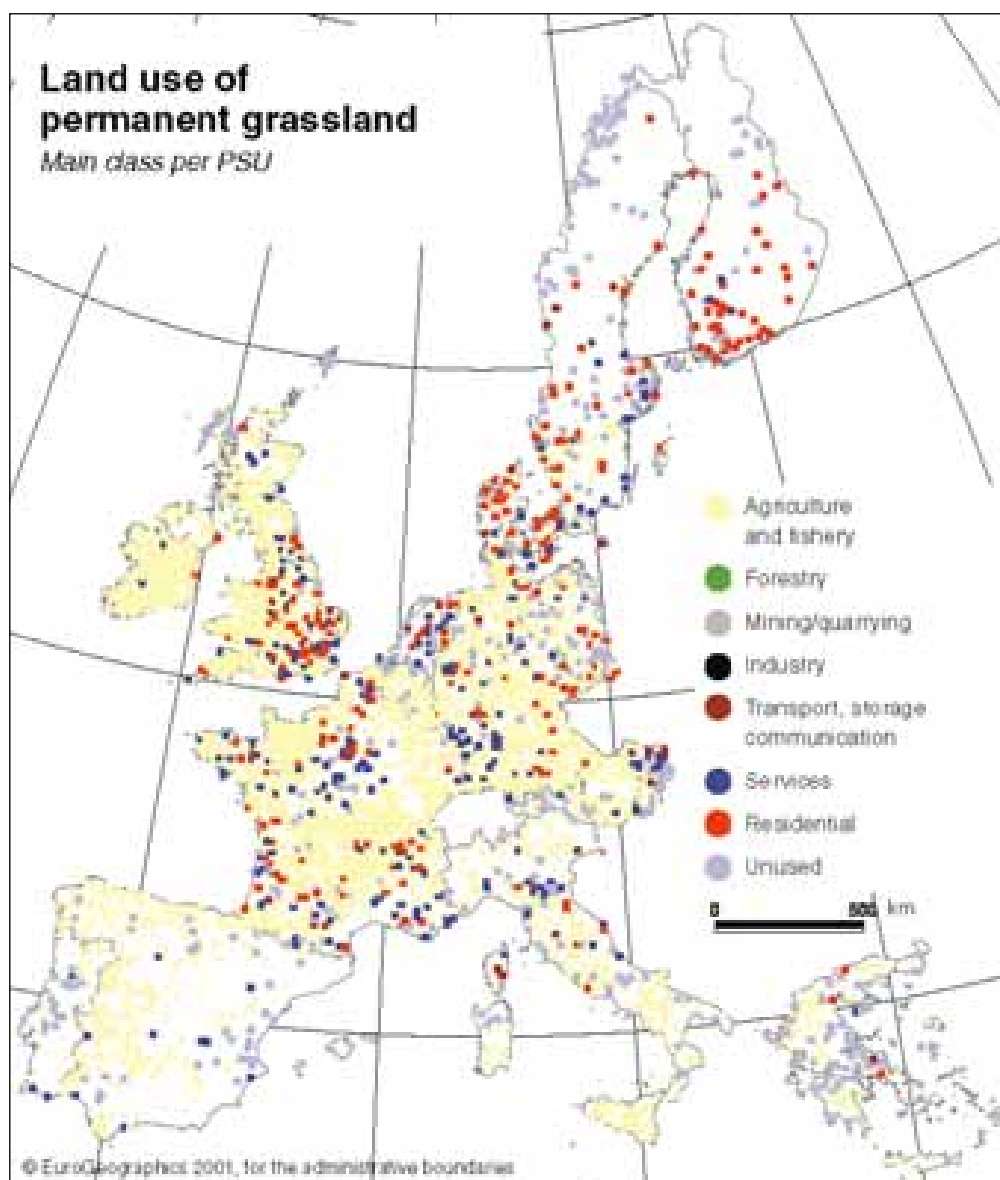 Land use of
permanent grassland
Main class per PSU
Agriculture
and fishery
Forestry
Mining/quarrying
Industry
Transport, storage
communication
Services
Residential
Unused
0 500 km
© EuroGeographics 2001, for the administrative boundaries